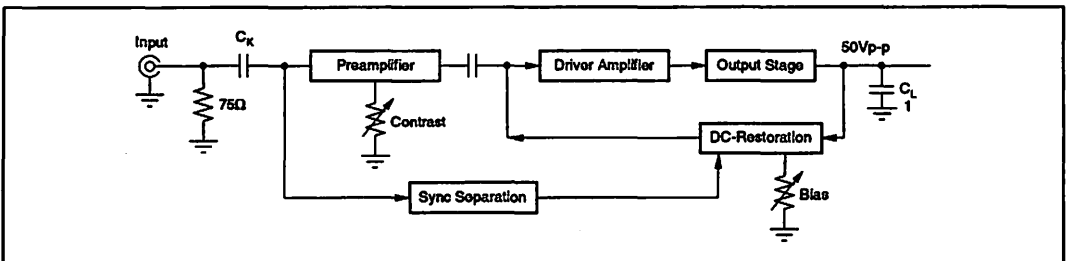 Input
C_K
75Ω
Preamplifier
Contrast
Driver Amplifier
Output Stage
50Vp-p
C_L
1
DC-Restoration
Bias
Sync Separation